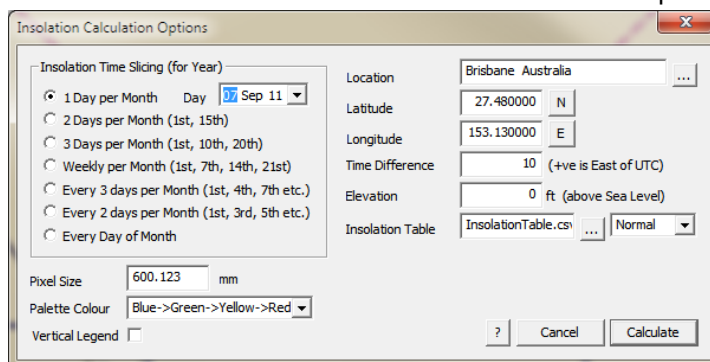 Insolation Calculation Options
X
Insolation Time Slicing (for Year)
1 Day per Month Day 07 Sep 11
2 Days per Month (1st, 15th)
3 Days per Month (1st, 10th, 20th)
Weekly per Month (1st, 7th, 14th, 21st)
Every 3 days per Month (1st, 4th, 7th etc.)
Every 2 days per Month (1st, 3rd, 5th etc.)
Every Day of Month
Pixel Size 600.123 mm
Palette Colour Blue->Green->Yellow->Red
Vertical Legend
Location Brisbane Australia ...
Latitude 27.480000 N
Longitude 153.130000 E
Time Difference 10 (+ve is East of UTC)
Elevation 0 ft (above Sea Level)
Insolation Table InsolationTable.csv ... Normal
? Cancel Calculate